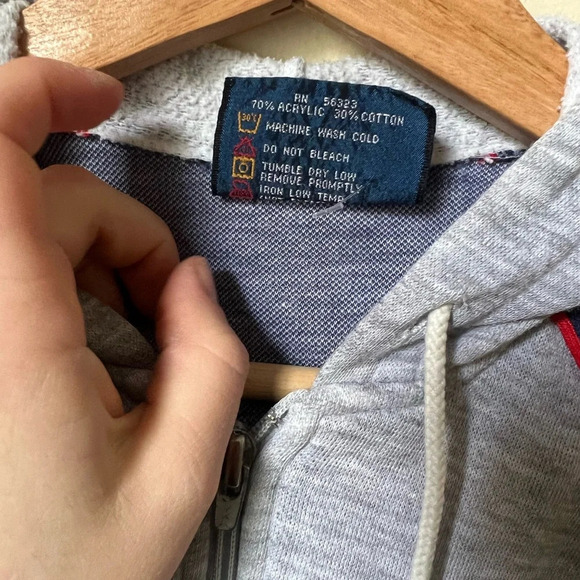 RN 56323
70% ACRYLIC 30% COTTON
30°C MACHINE WASH COLD
DO NOT BLEACH
TUMBLE DRY LOW
REMOVE PROMPTLY
IRON LOW TEMP